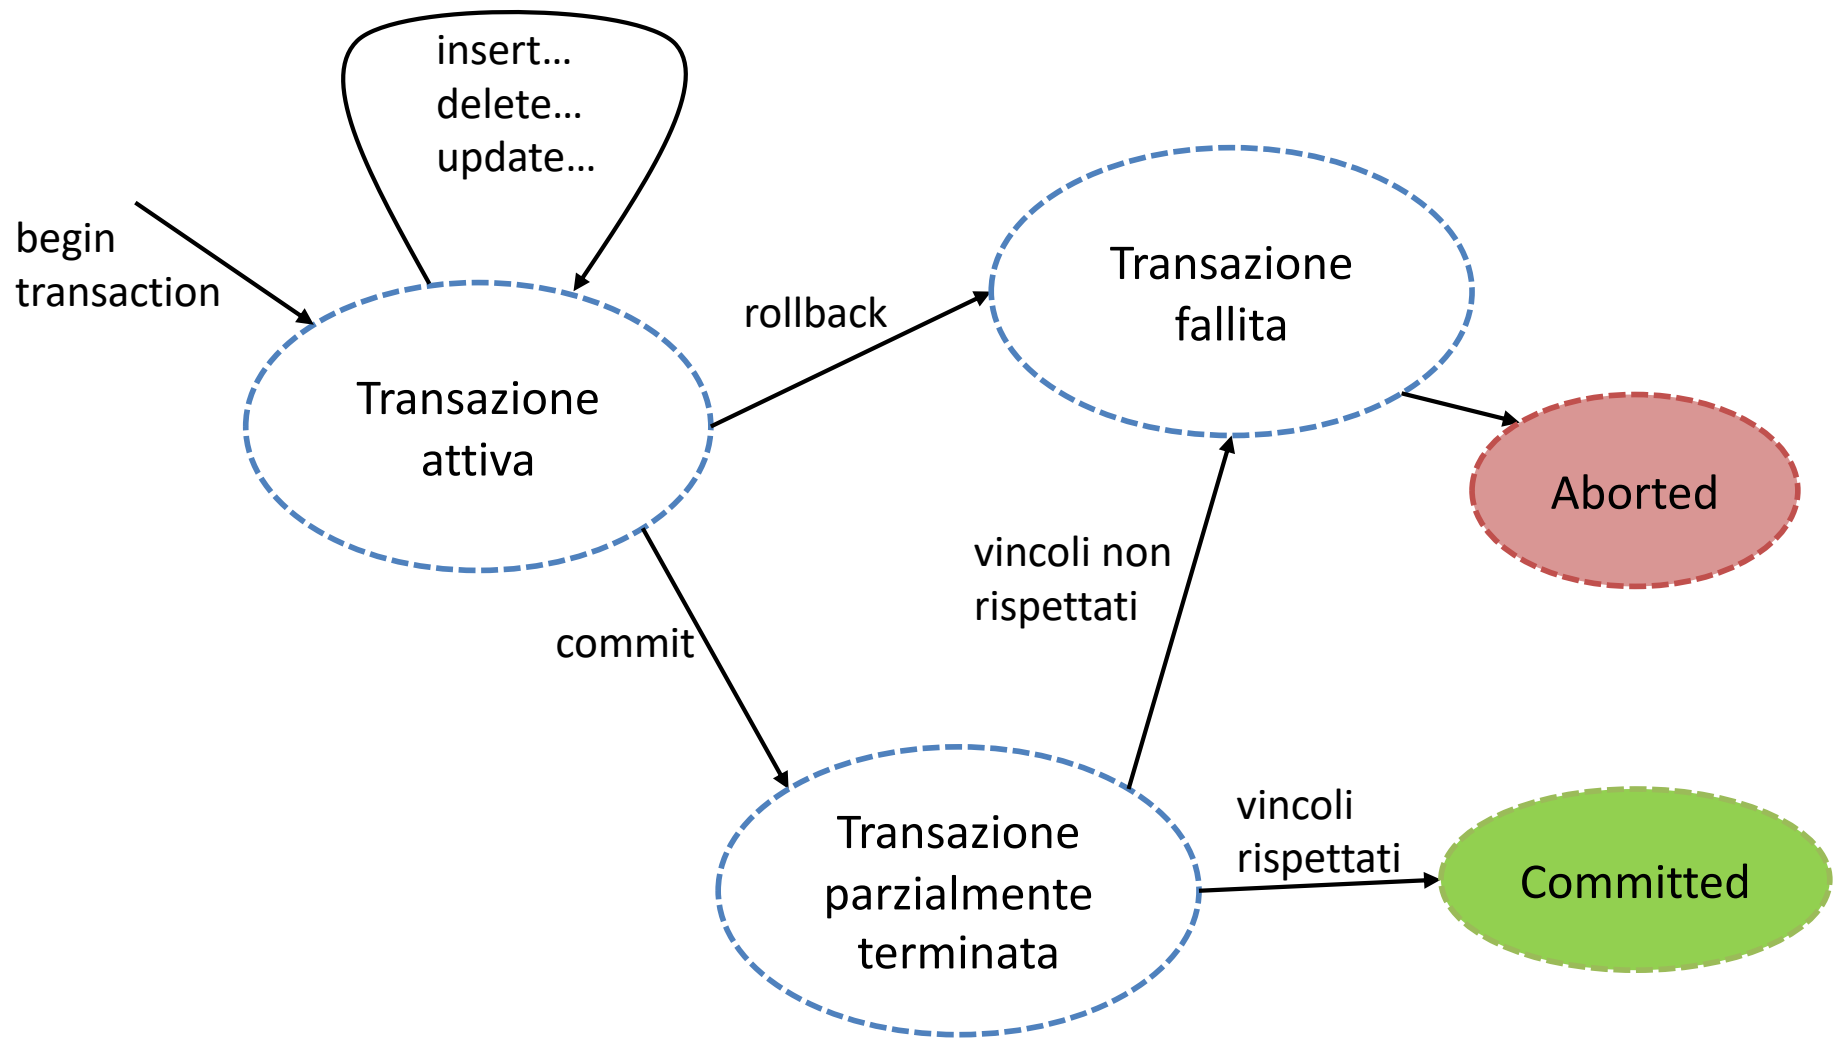 insert…
delete…
update…
begin
transaction
Transazione
attiva
rollback
Transazione
fallita
Aborted
vincoli non
rispettati
commit
Transazione
parzialmente
terminata
vincoli
rispettati
Committed